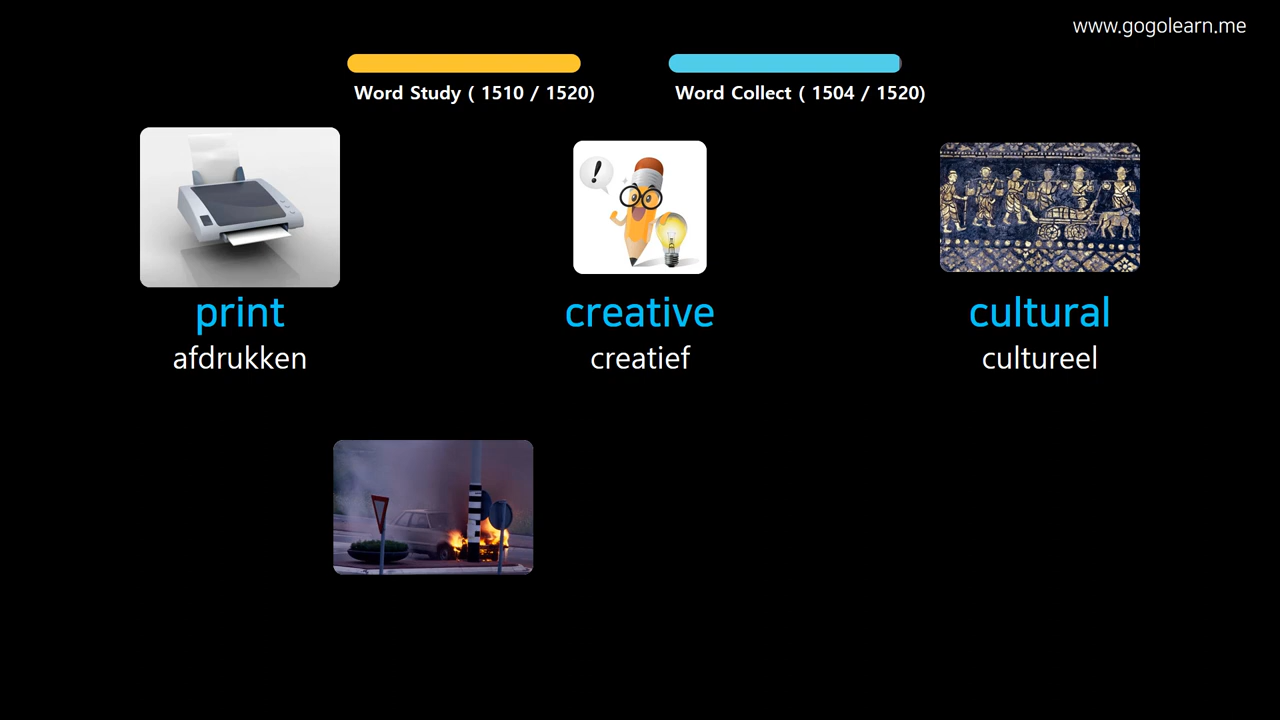 www.gogolearn.me
Word Study ( 1510 / 1520)
Word Collect ( 1504 / 1520)
print
creative
cultural
afdrukken
creatief
cultureel